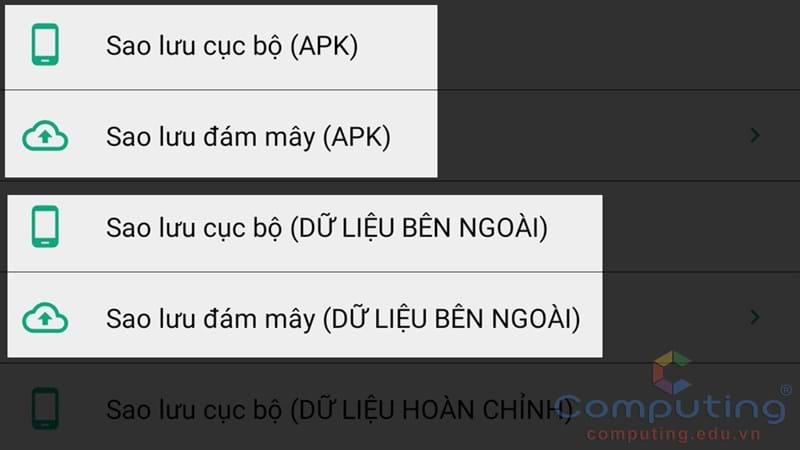 Sao lưu cục bộ (APK)
Sao lưu đám mây (APK)
Sao lưu cục bộ (DỮ LIỆU BÊN NGOÀI)
Sao lưu đám mây (DỮ LIỆU BÊN NGOÀI)
Sao lưu cục bộ (DỮ LIỆU HOÀN CHỈNH)
Computing®
computing.edu.vn